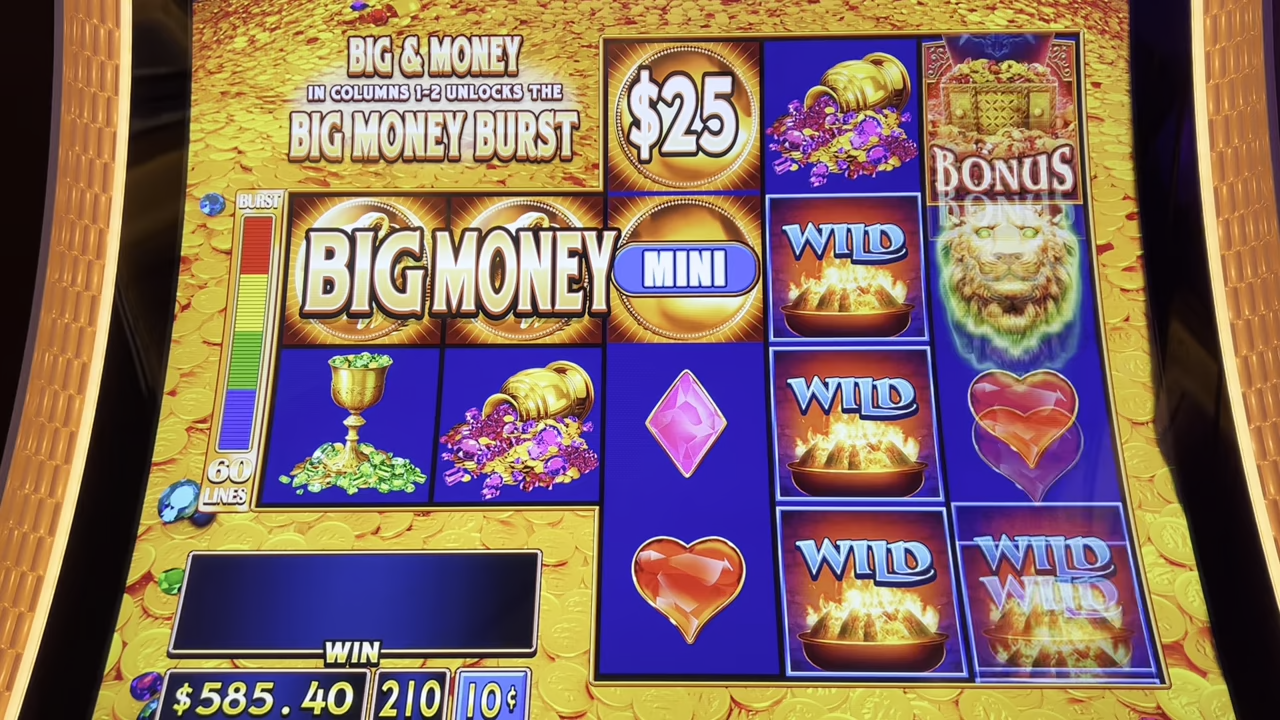 BIG & MONEY
IN COLUMNS 1-2 UNLOCKS THE
BIG MONEY BURST
$25
BONUS
BURST
BIG MONEY
MINI
WILD
WILD
60
LINES
WILD
WILD
WILD
WIN
$585.40
210
10¢